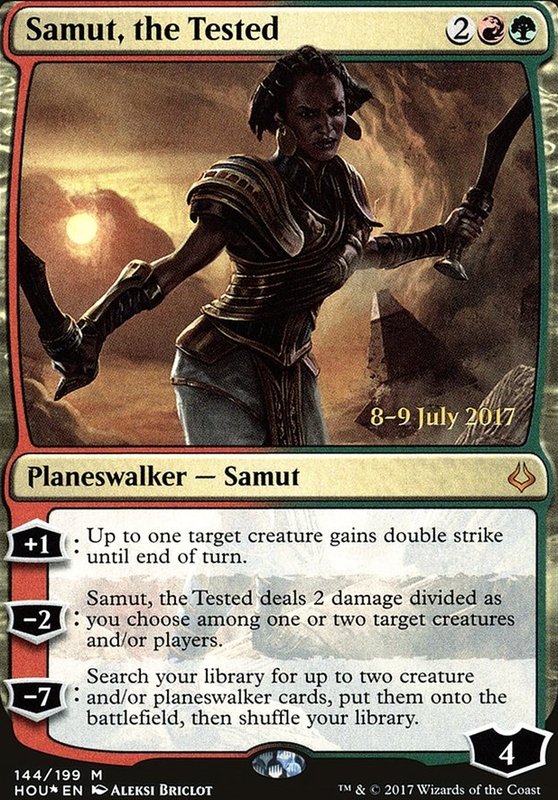 Samut, the Tested 2
8–9 July 2017
Planeswalker — Samut
+1: Up to one target creature gains double strike
until end of turn.
Samut, the Tested deals 2 damage divided as
−2: you choose among one or two target creatures
and/or players.
Search your library for up to two creature
−7: and/or planeswalker cards, put them onto the
battlefield, then shuffle your library.
4
144/199 M
HOU★EN Aleksi Briclot
™ & © 2017 Wizards of the Coast